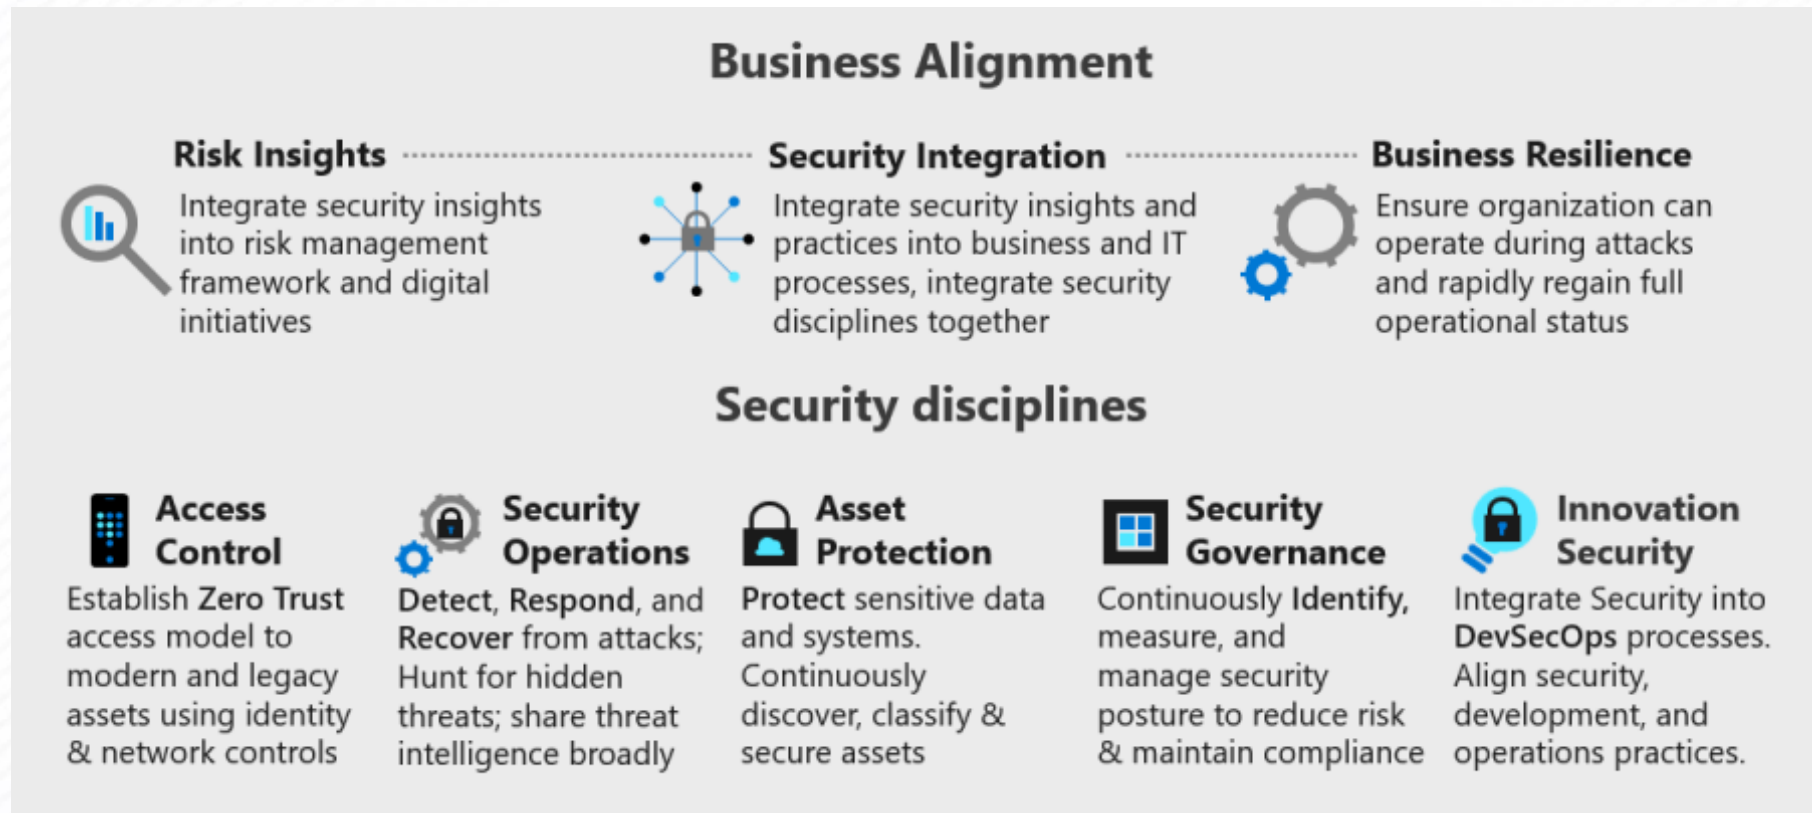 Business Alignment
Risk Insights
Integrate security insights
into risk management
framework and digital
initiatives
Security Integration
Integrate security insights and
practices into business and IT
processes, integrate security
disciplines together
Business Resilience
Ensure organization can
operate during attacks
and rapidly regain full
operational status
Security disciplines
Access
Control
Establish Zero Trust
access model to
modern and legacy
assets using identity
& network controls
Security
Operations
Detect, Respond, and
Recover from attacks;
Hunt for hidden
threats; share threat
intelligence broadly
Asset
Protection
Protect sensitive data
and systems.
Continuously
discover, classify &
secure assets
Security
Governance
Continuously Identify,
measure, and
manage security
posture to reduce risk
& maintain compliance
Innovation
Security
Integrate Security into
DevSecOps processes.
Align security,
development, and
operations practices.